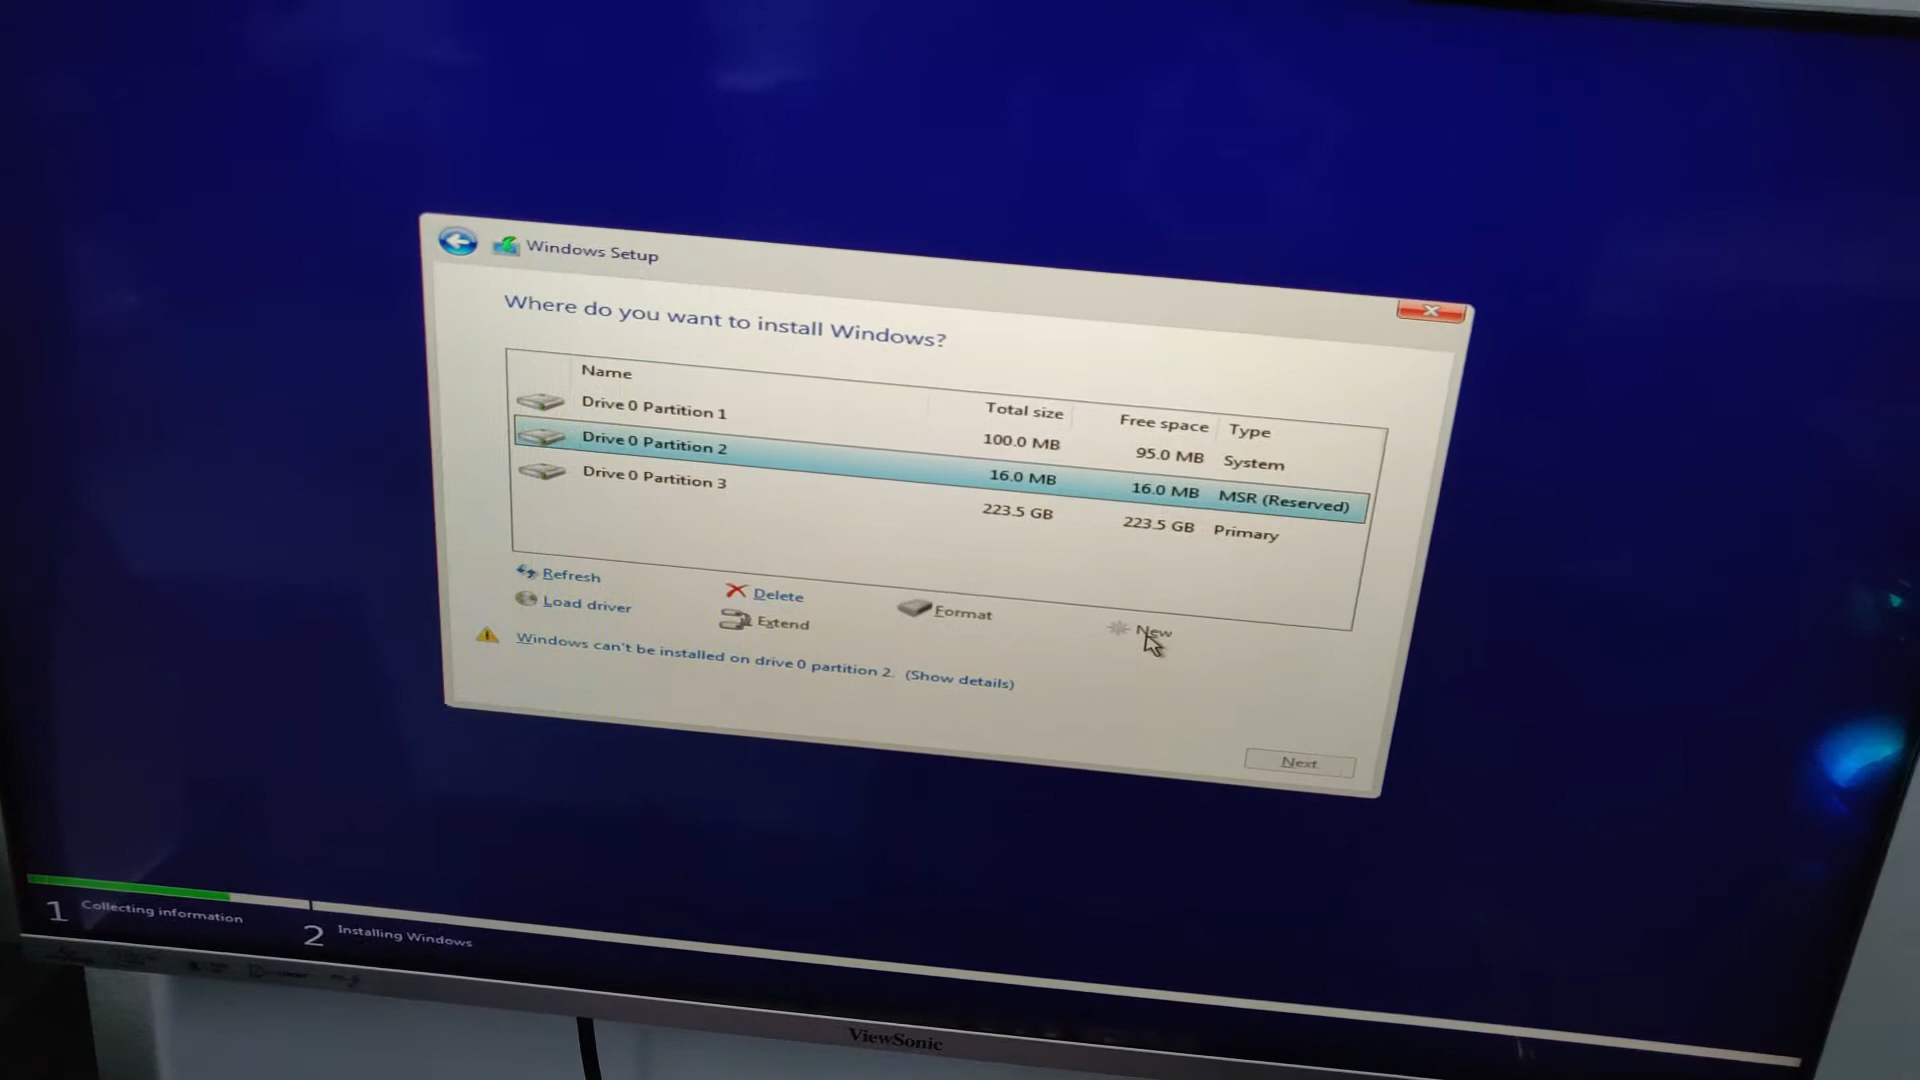 Windows Setup
Where do you want to install Windows?
Name Total size Free space Type
Drive 0 Partition 1 100.0 MB 95.0 MB System
Drive 0 Partition 2 16.0 MB 16.0 MB MSR (Reserved)
Drive 0 Partition 3 223.5 GB 223.5 GB Primary
Refresh Delete Format New
Load driver Extend
Windows can't be installed on drive 0 partition 2. (Show details)
Next
1 Collecting information 2 Installing Windows
ViewSonic